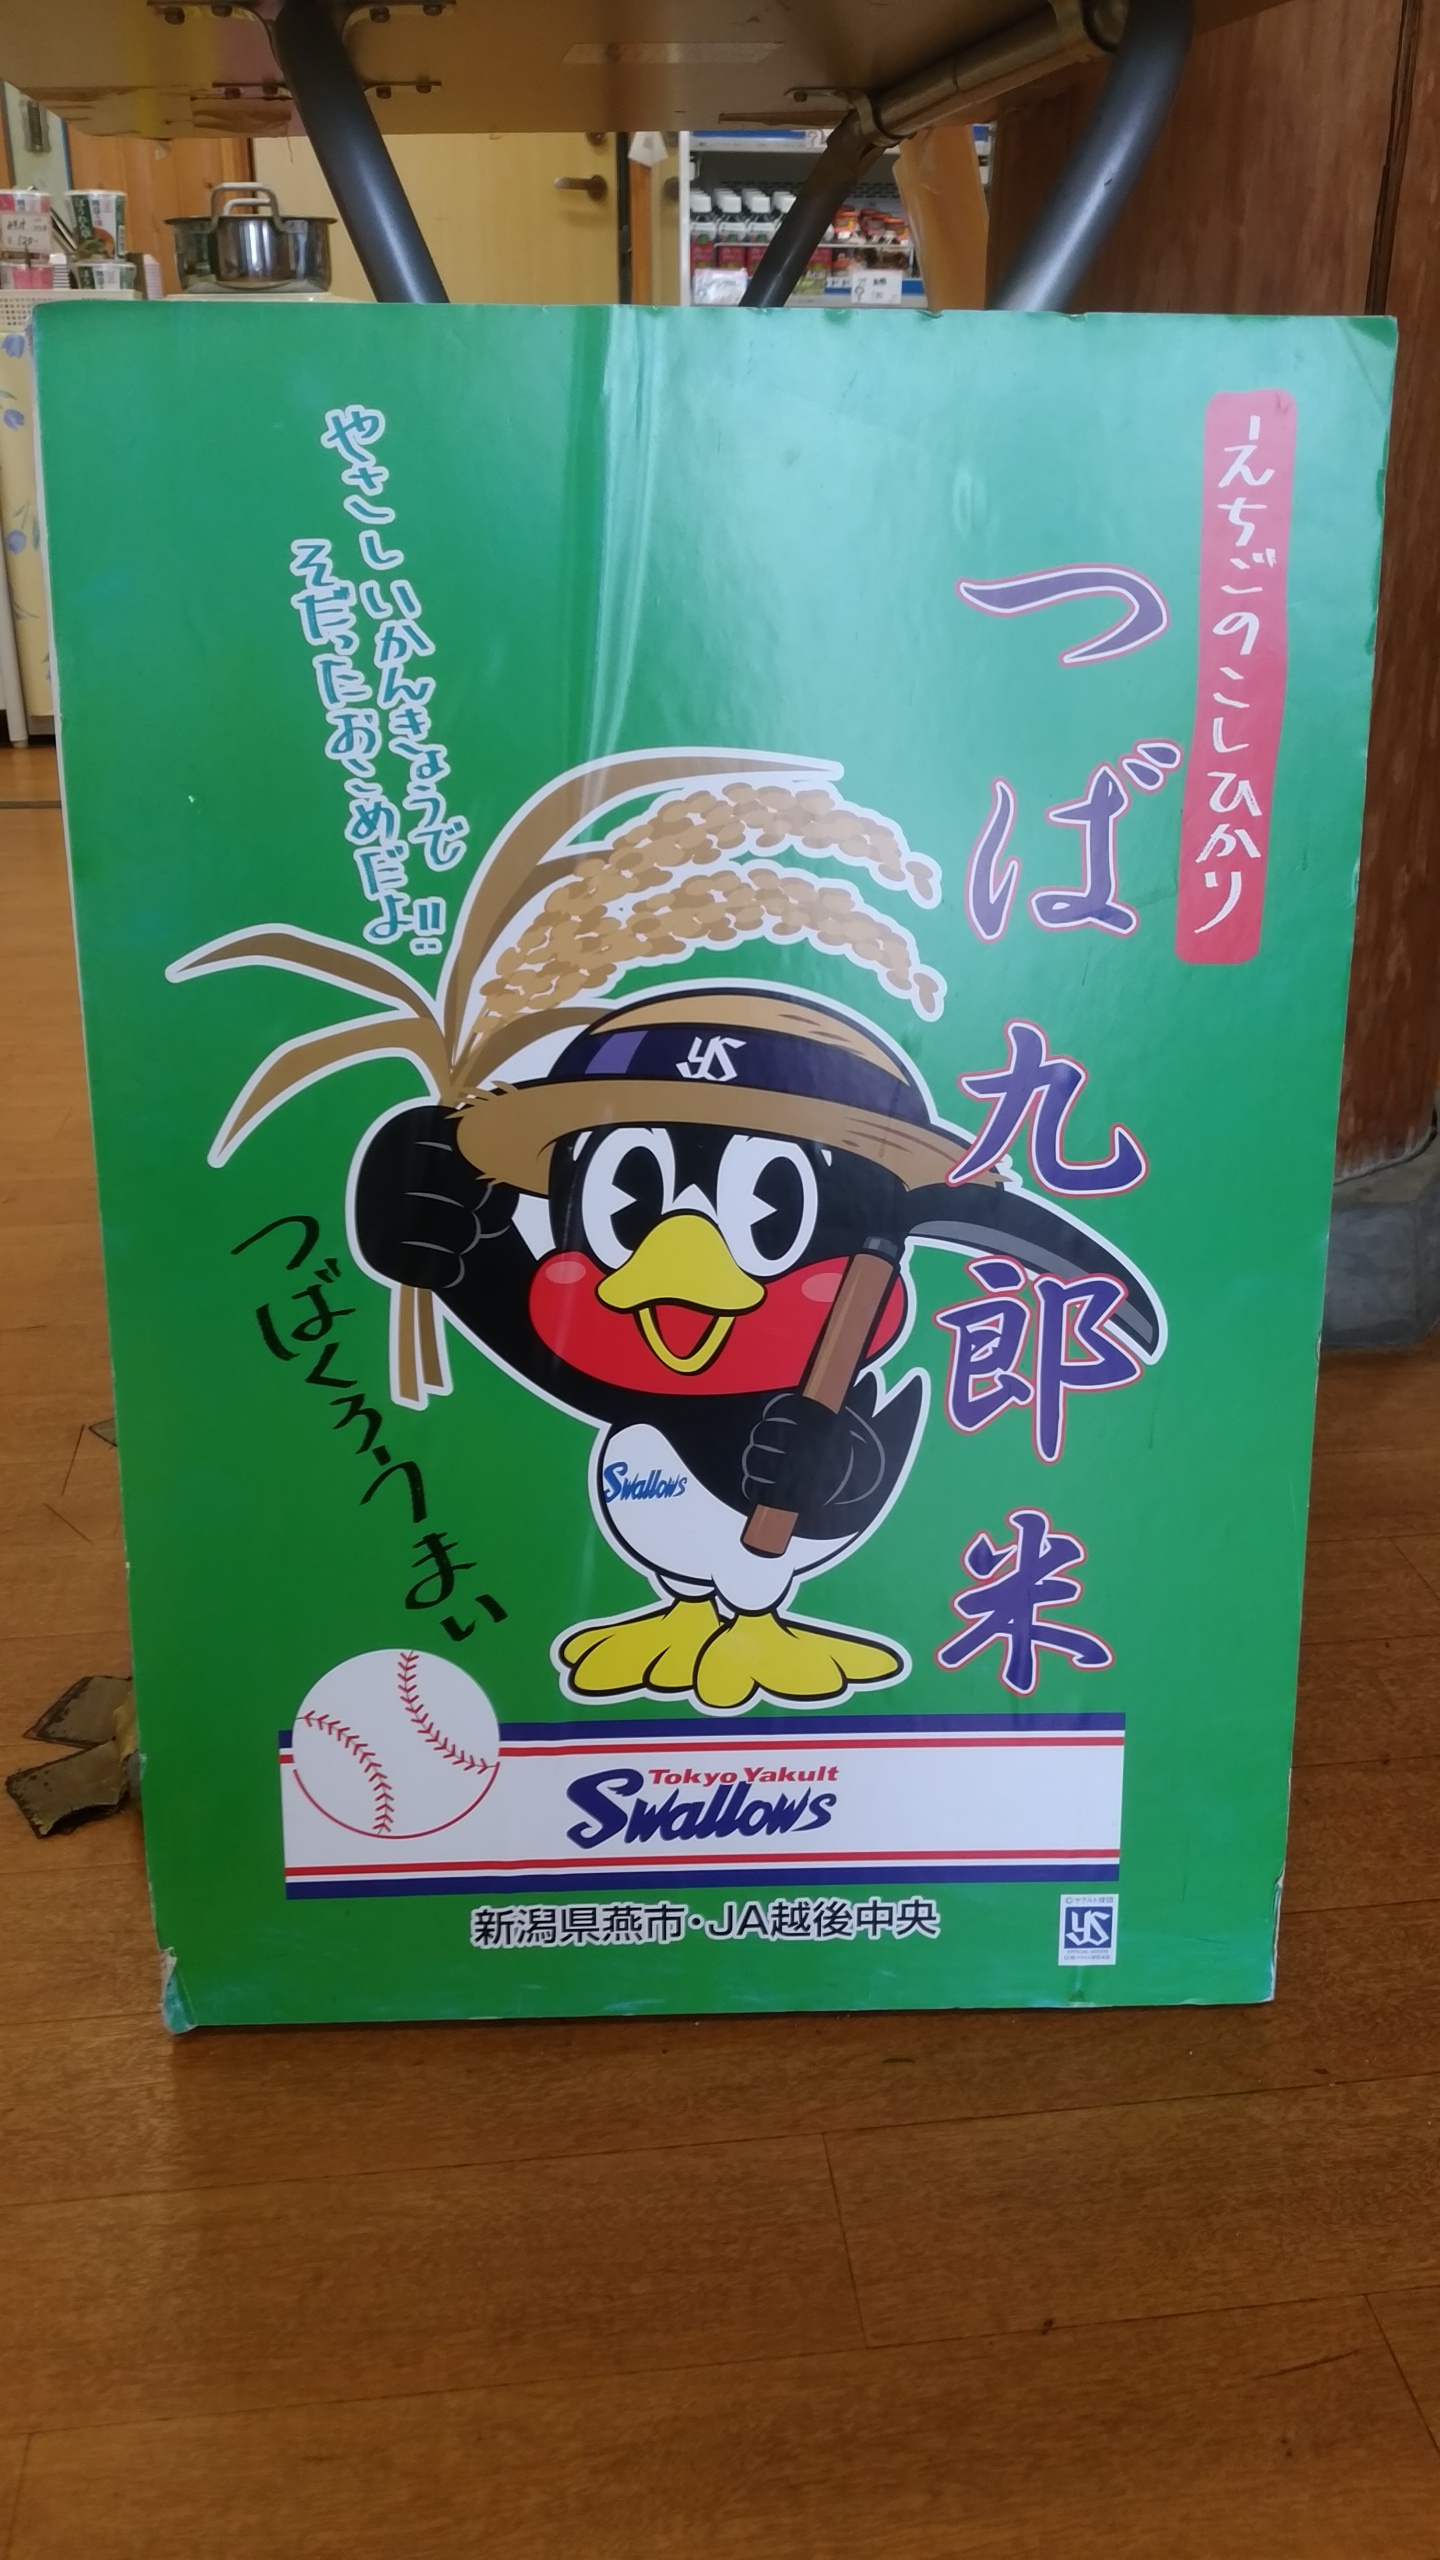 えちごのこしひかり
つば九郎米
やさしいかんきょうで
そだったおこめだよ!!
つばくろうまい
YS
Swallows
Tokyo Yakult
Swallows
新潟県燕市・JA越後中央
YS